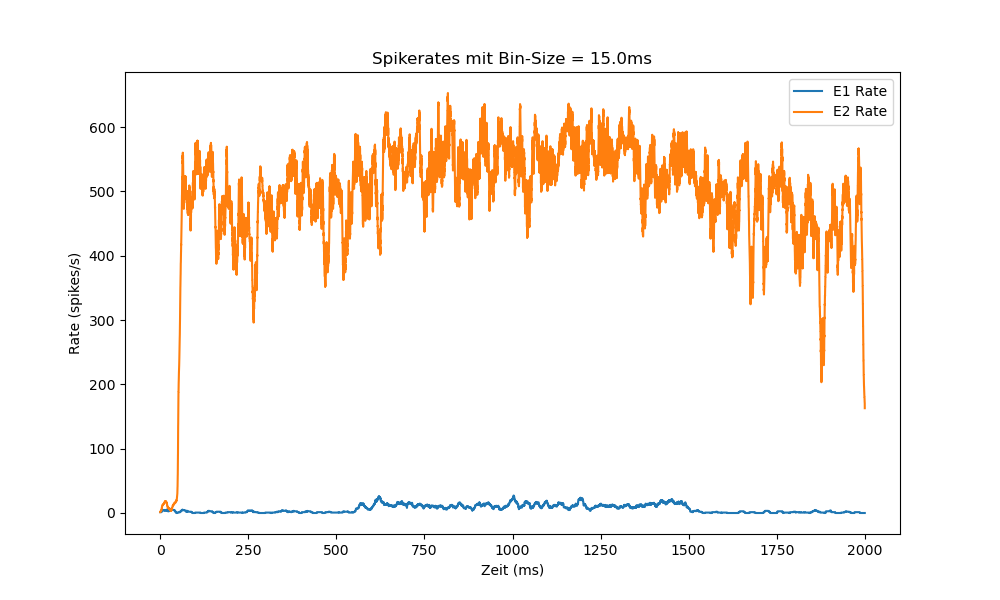 Spikerates mit Bin-Size = 15.0ms
E1 Rate
E2 Rate
Rate (spikes/s)
600
500
400
300
200
100
0
0 250 500 750 1000 1250 1500 1750 2000
Zeit (ms)